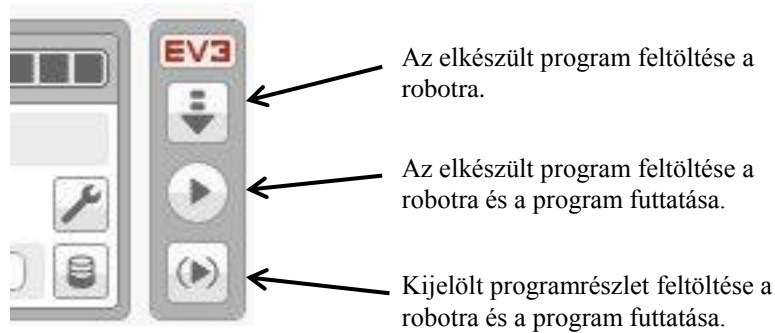 EV3
Az elkészült program feltöltése a
robotra.
Az elkészült program feltöltése a
robotra és a program futtatása.
Kijelölt programrészlet feltöltése a
robotra és a program futtatása.